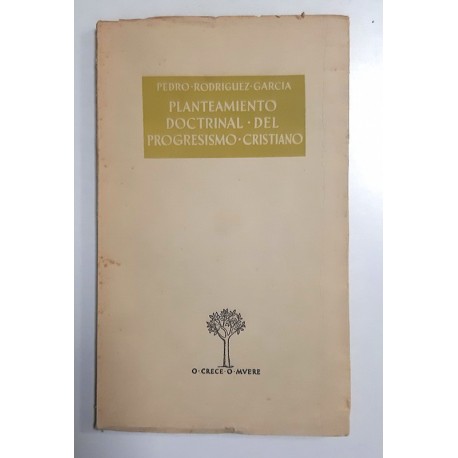 PEDRO·RODRIGUEZ·GARCIA
PLANTEAMIENTO
DOCTRINAL·DEL
PROGRESISMO·CRISTIANO
O·CRECE·O·MVERE